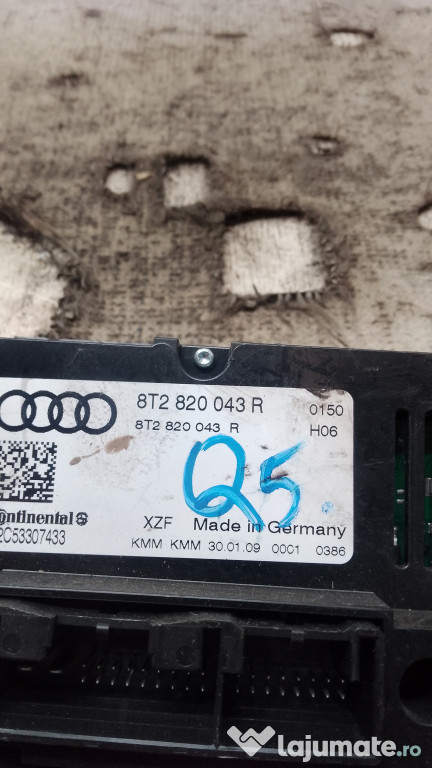 8T2 820 043 R
0150
8T2 820 043 R
H06
Q5
ontinental
2C53307433
XZF Made in Germany
KMM KMM 30.01.09 0001 0386
lajumate.ro